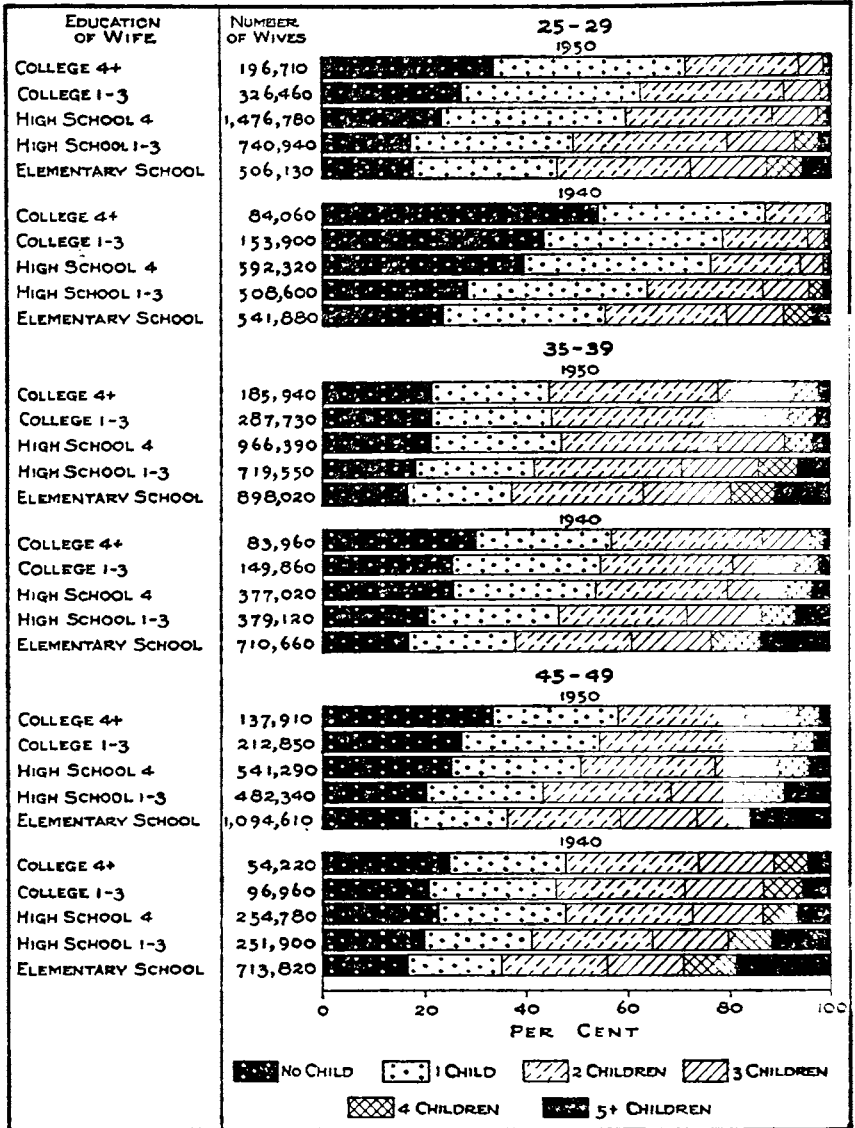 EDUCATION OF WIFE
NUMBER OF WIVES
25-29
1950
COLLEGE 4+ 196,710
COLLEGE 1-3 326,460
HIGH SCHOOL 4 1,476,780
HIGH SCHOOL 1-3 740,940
ELEMENTARY SCHOOL 506,130
1940
COLLEGE 4+ 84,060
COLLEGE 1-3 153,900
HIGH SCHOOL 4 592,320
HIGH SCHOOL 1-3 508,600
ELEMENTARY SCHOOL 541,880
35-39
1950
COLLEGE 4+ 185,940
COLLEGE 1-3 287,730
HIGH SCHOOL 4 966,390
HIGH SCHOOL 1-3 719,550
ELEMENTARY SCHOOL 898,020
1940
COLLEGE 4+ 83,960
COLLEGE 1-3 149,860
HIGH SCHOOL 4 377,020
HIGH SCHOOL 1-3 379,120
ELEMENTARY SCHOOL 710,660
45-49
1950
COLLEGE 4+ 137,910
COLLEGE 1-3 212,850
HIGH SCHOOL 4 541,290
HIGH SCHOOL 1-3 482,340
ELEMENTARY SCHOOL 1,094,610
1940
COLLEGE 4+ 54,220
COLLEGE 1-3 96,960
HIGH SCHOOL 4 254,780
HIGH SCHOOL 1-3 251,900
ELEMENTARY SCHOOL 713,820
0 20 40 60 80 100
PER CENT
NO CHILD 1 CHILD 2 CHILDREN 3 CHILDREN
4 CHILDREN 5+ CHILDREN